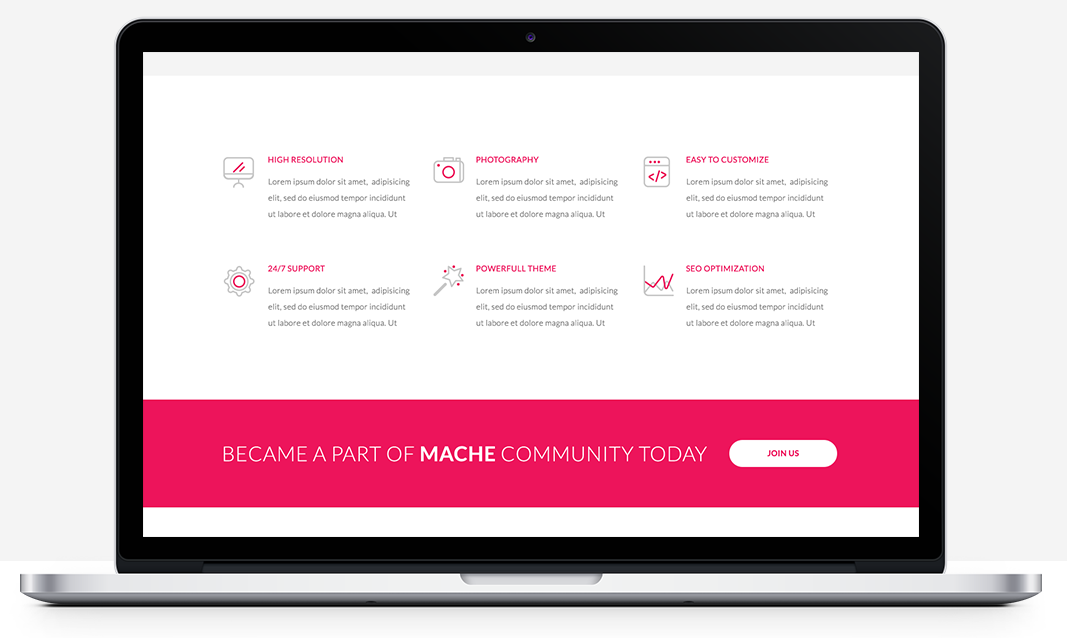 HIGH RESOLUTION
Lorem ipsum dolor sit amet, adipisicing
elit, sed do eiusmod tempor incididunt
ut labore et dolore magna aliqua. Ut
PHOTOGRAPHY
Lorem ipsum dolor sit amet, adipisicing
elit, sed do eiusmod tempor incididunt
ut labore et dolore magna aliqua. Ut
EASY TO CUSTOMIZE
Lorem ipsum dolor sit amet, adipisicing
elit, sed do eiusmod tempor incididunt
ut labore et dolore magna aliqua. Ut
24/7 SUPPORT
Lorem ipsum dolor sit amet, adipisicing
elit, sed do eiusmod tempor incididunt
ut labore et dolore magna aliqua. Ut
POWERFULL THEME
Lorem ipsum dolor sit amet, adipisicing
elit, sed do eiusmod tempor incididunt
ut labore et dolore magna aliqua. Ut
SEO OPTIMIZATION
Lorem ipsum dolor sit amet, adipisicing
elit, sed do eiusmod tempor incididunt
ut labore et dolore magna aliqua. Ut
BECAME A PART OF MACHE COMMUNITY TODAY
JOIN US